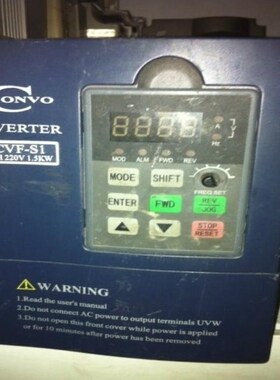 ONVO
VERTER
CVF-S1
220V 1.5KW
A
Hz
MOD ALM FWD REV
MODE SHIFT
FREQ.SET
ENTER FWD REV/JOG
STOP/RESET
WARNING
1.Read the user's manual
2.Do not connect AC power to output terminals UVW
3.Do not open this front cover while power is applied
or for 10 minutes after power has been removed